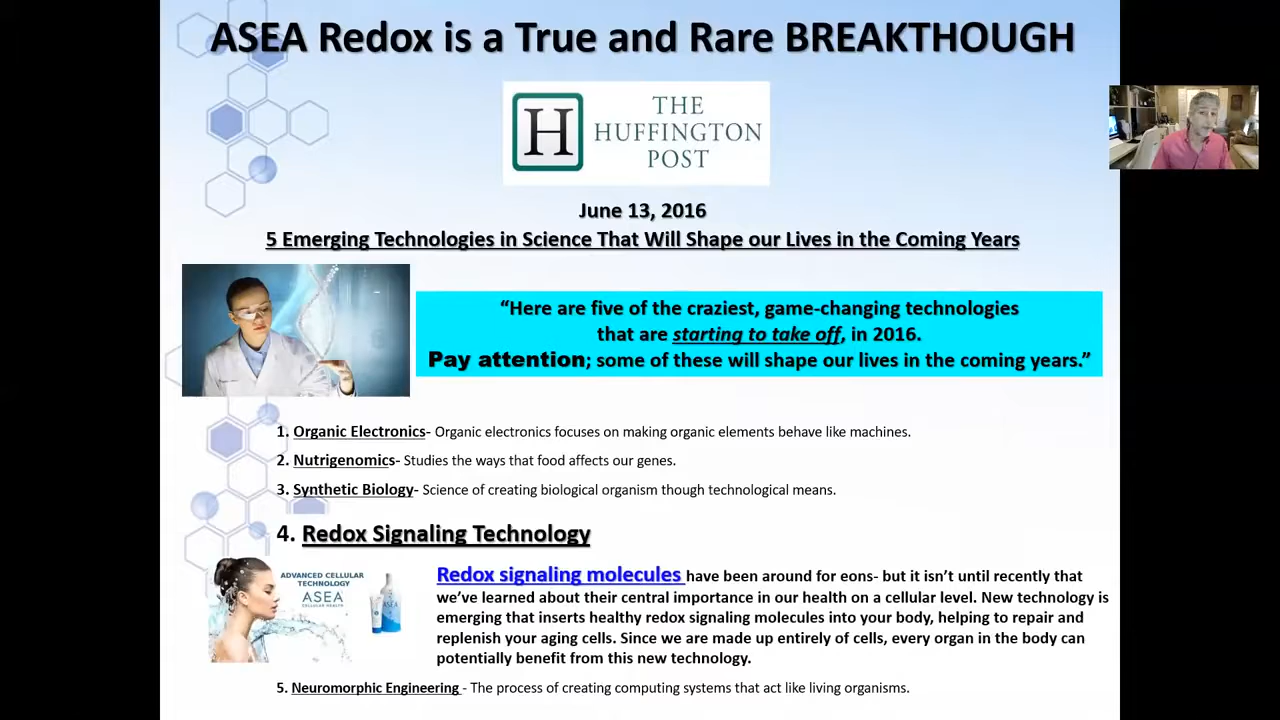 ASEA Redox is a True and Rare BREAKTHOUGH
H
THE
HUFFINGTON
POST
June 13, 2016
5 Emerging Technologies in Science That Will Shape our Lives in the Coming Years
“Here are five of the craziest, game-changing technologies
that are starting to take off, in 2016.
Pay attention; some of these will shape our lives in the coming years.”
1. Organic Electronics- Organic electronics focuses on making organic elements behave like machines.
2. Nutrigenomics- Studies the ways that food affects our genes.
3. Synthetic Biology- Science of creating biological organism though technological means.
4. Redox Signaling Technology
ADVANCED CELLULAR
TECHNOLOGY
ASEA
CELLULAR HEALTH
ASEA
Redox signaling molecules have been around for eons- but it isn’t until recently that
we’ve learned about their central importance in our health on a cellular level. New technology is
emerging that inserts healthy redox signaling molecules into your body, helping to repair and
replenish your aging cells. Since we are made up entirely of cells, every organ in the body can
potentially benefit from this new technology.
5. Neuromorphic Engineering - The process of creating computing systems that act like living organisms.